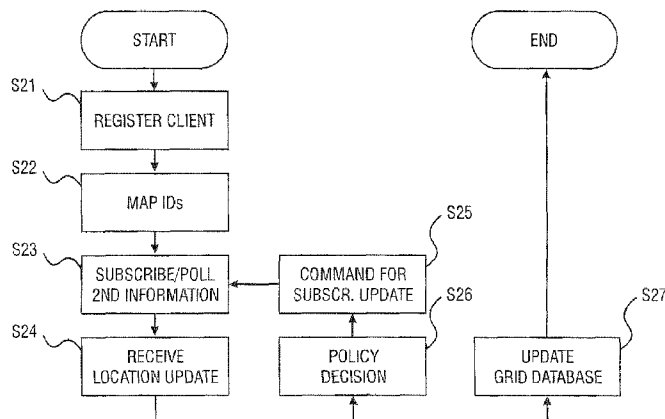 START
END
S21
REGISTER CLIENT
S22
MAP IDs
S23
SUBSCRIBE/POLL
2ND INFORMATION
S25
COMMAND FOR
SUBSCR. UPDATE
S24
RECEIVE
LOCATION UPDATE
S26
POLICY
DECISION
S27
UPDATE
GRID DATABASE